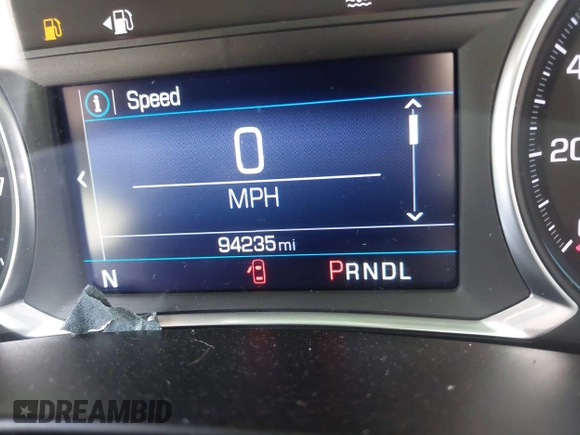 i Speed
0
MPH
94235mi
N PRNDL
20
DREAMBID